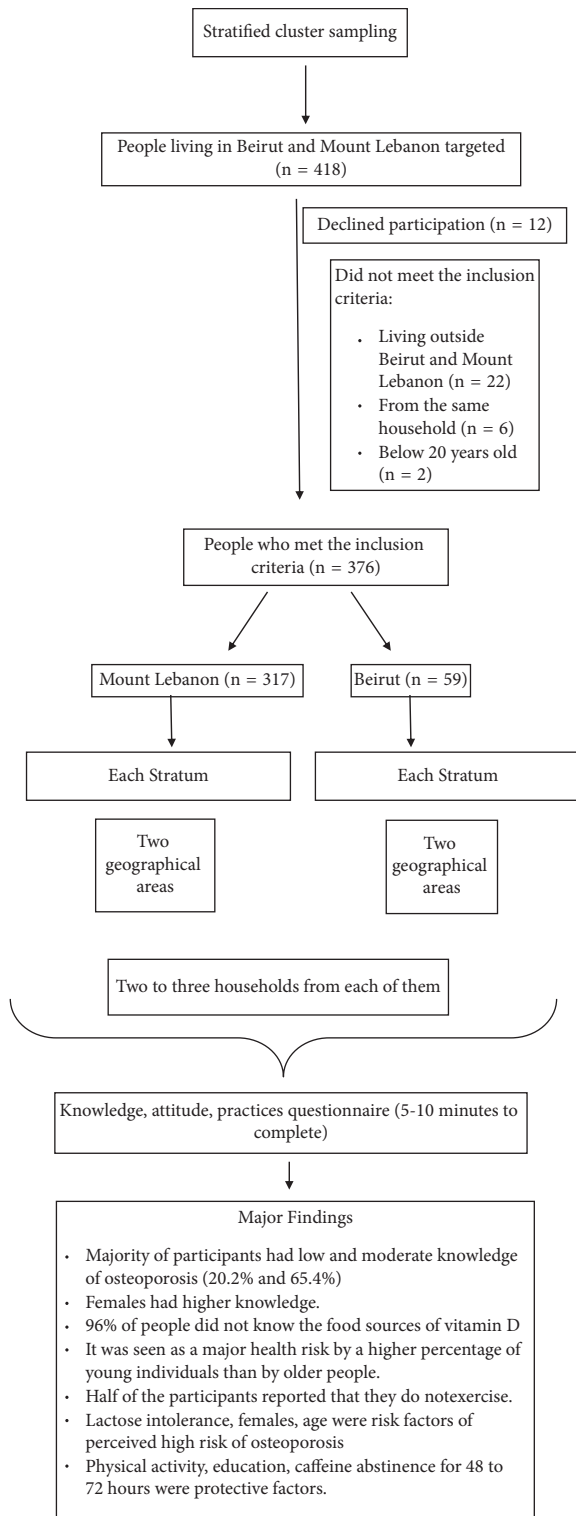 Stratified cluster sampling
People living in Beirut and Mount Lebanon targeted
(n = 418)
Declined participation (n = 12)
Did not meet the inclusion
criteria:
. Living outside
Beirut and Mount
Lebanon (n = 22)
· From the same
household (n = 6)
· Below 20 years old
(n = 2)
People who met the inclusion
criteria (n = 376)
Mount Lebanon (n = 317)
Beirut (n = 59)
Each Stratum
Each Stratum
Two
geographical
areas
Two
geographical
areas
Two to three households from each of them
Knowledge, attitude, practices questionnaire (5-10 minutes to
complete)
Major Findings
· Majority of participants had low and moderate knowledge
of osteoporosis (20.2% and 65.4%)
· Females had higher knowledge.
· 96% of people did not know the food sources of vitamin D
· It was seen as a major health risk by a higher percentage of
young individuals than by older people.
· Half of the participants reported that they do notexercise.
· Lactose intolerance, females, age were risk factors of
perceived high risk of osteoporosis
· Physical activity, education, caffeine abstinence for 48 to
72 hours were protective factors.